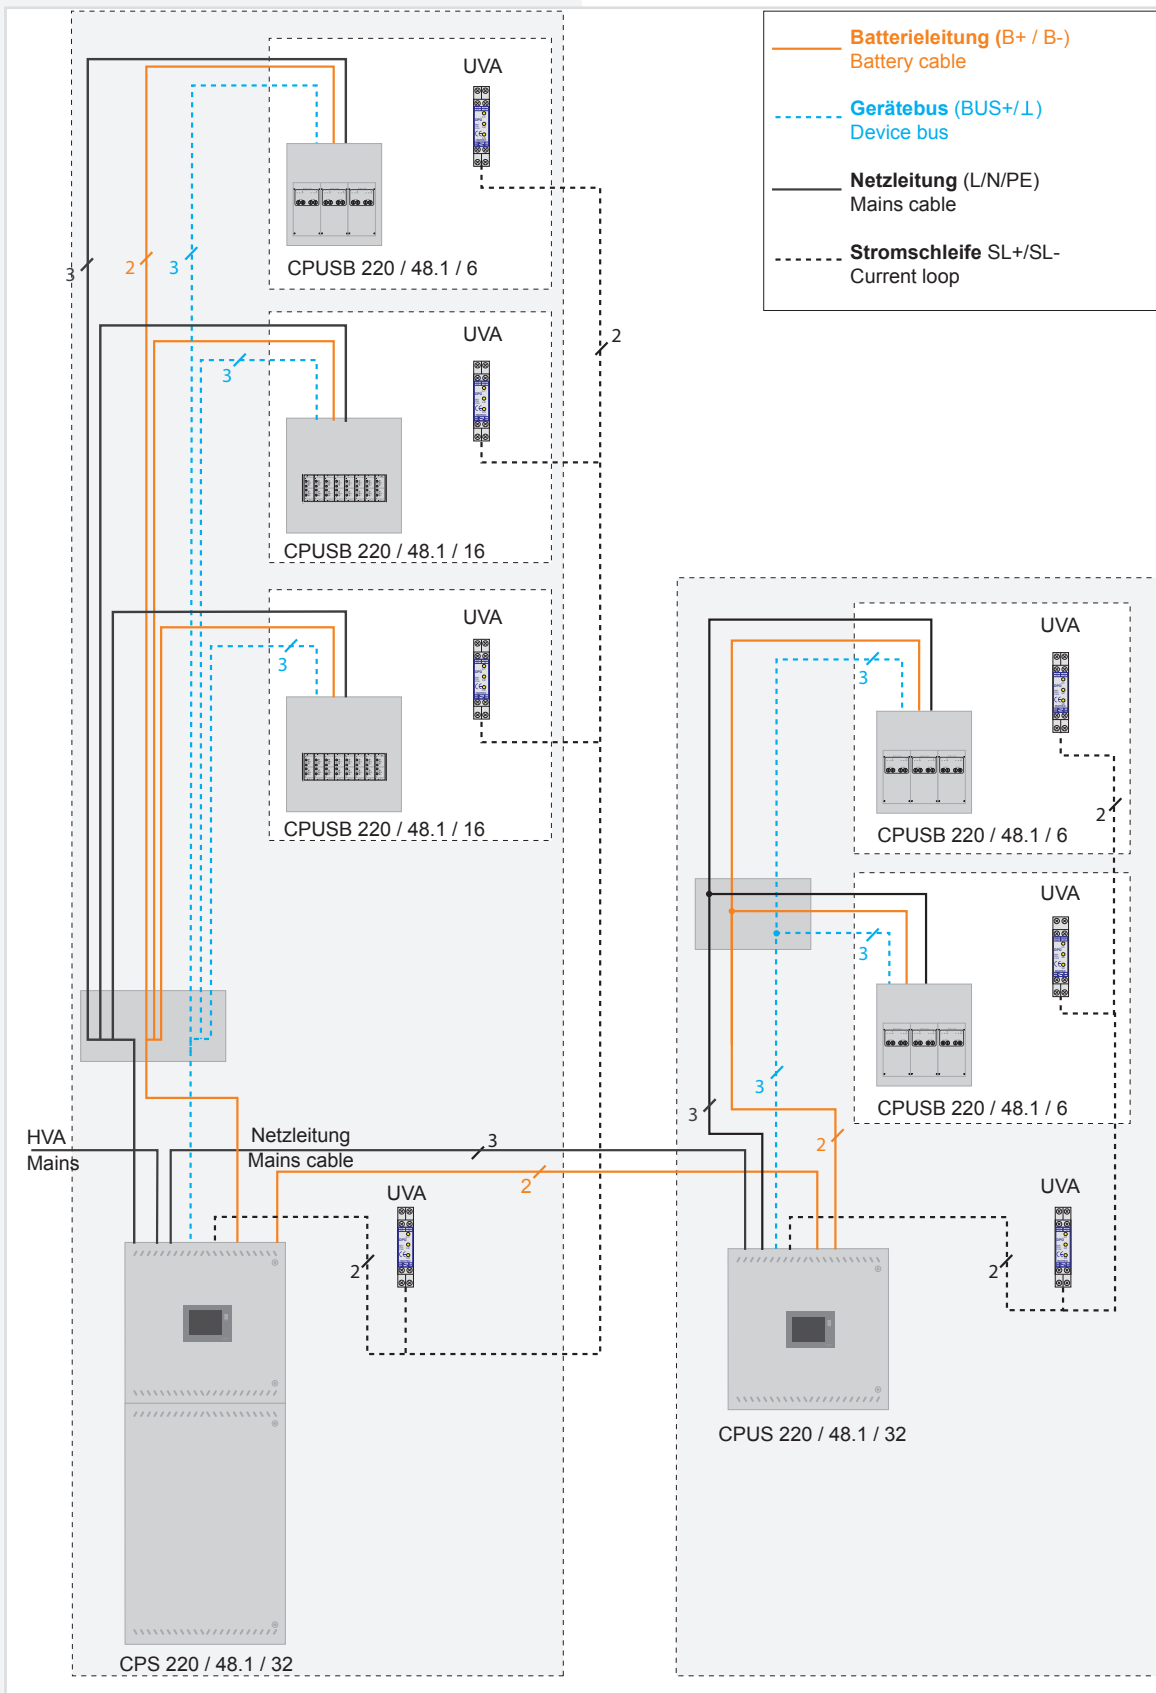 Batterieleitung (B+ / B-)
Battery cable
Gerätebus (BUS+/⊥)
Device bus
Netzleitung (L/N/PE)
Mains cable
Stromschleife SL+/SL-
Current loop
UVA
3
2
3
CPUSB 220 / 48.1 / 6
UVA
2
3
CPUSB 220 / 48.1 / 16
UVA
3
CPUSB 220 / 48.1 / 16
UVA
3
2
CPUSB 220 / 48.1 / 6
UVA
3
3
3
CPUSB 220 / 48.1 / 6
2
HVA
Mains
Netzleitung
Mains cable
3
2
UVA
2
UVA
2
CPUS 220 / 48.1 / 32
CPS 220 / 48.1 / 32